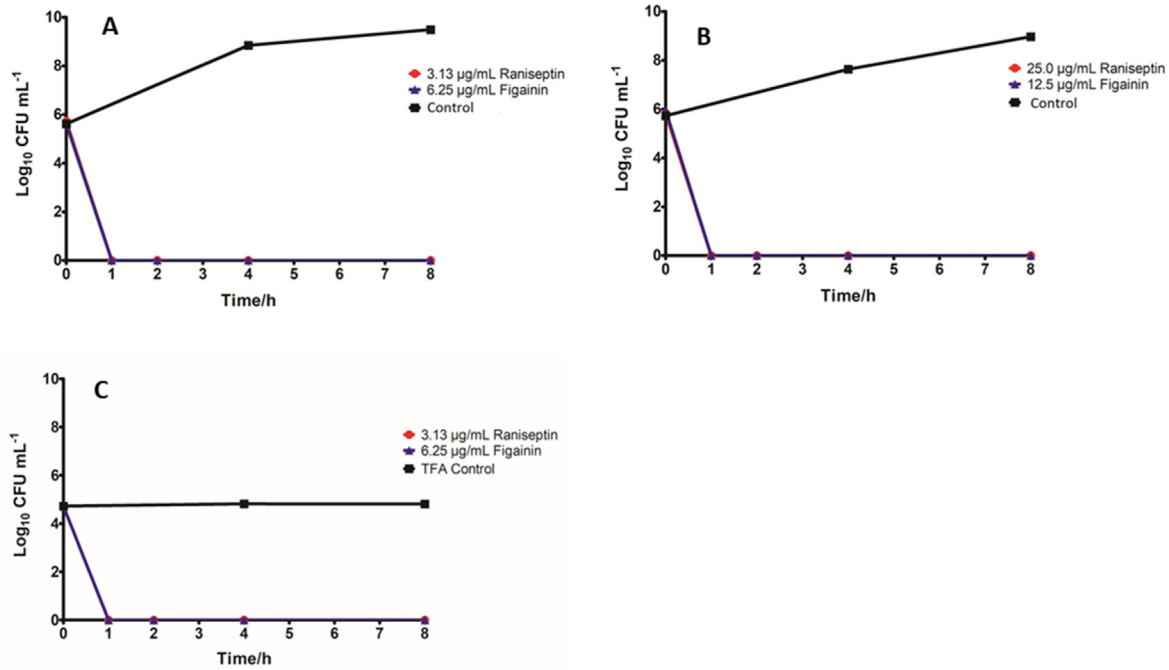 A
10
8
6
4
2
0
Log₁₀ CFU mL⁻¹
0 1 2 3 4 5 6 7 8
Time/h
3.13 µg/mL Raniseptin
6.25 µg/mL Figainin
Control
B
10
8
6
4
2
0
Log₁₀ CFU mL⁻¹
0 1 2 3 4 5 6 7 8
Time/h
25.0 µg/mL Raniseptin
12.5 µg/mL Figainin
Control
C
10
8
6
4
2
0
Log₁₀ CFU mL⁻¹
0 1 2 3 4 5 6 7 8
Time/h
3.13 µg/mL Raniseptin
6.25 µg/mL Figainin
TFA Control